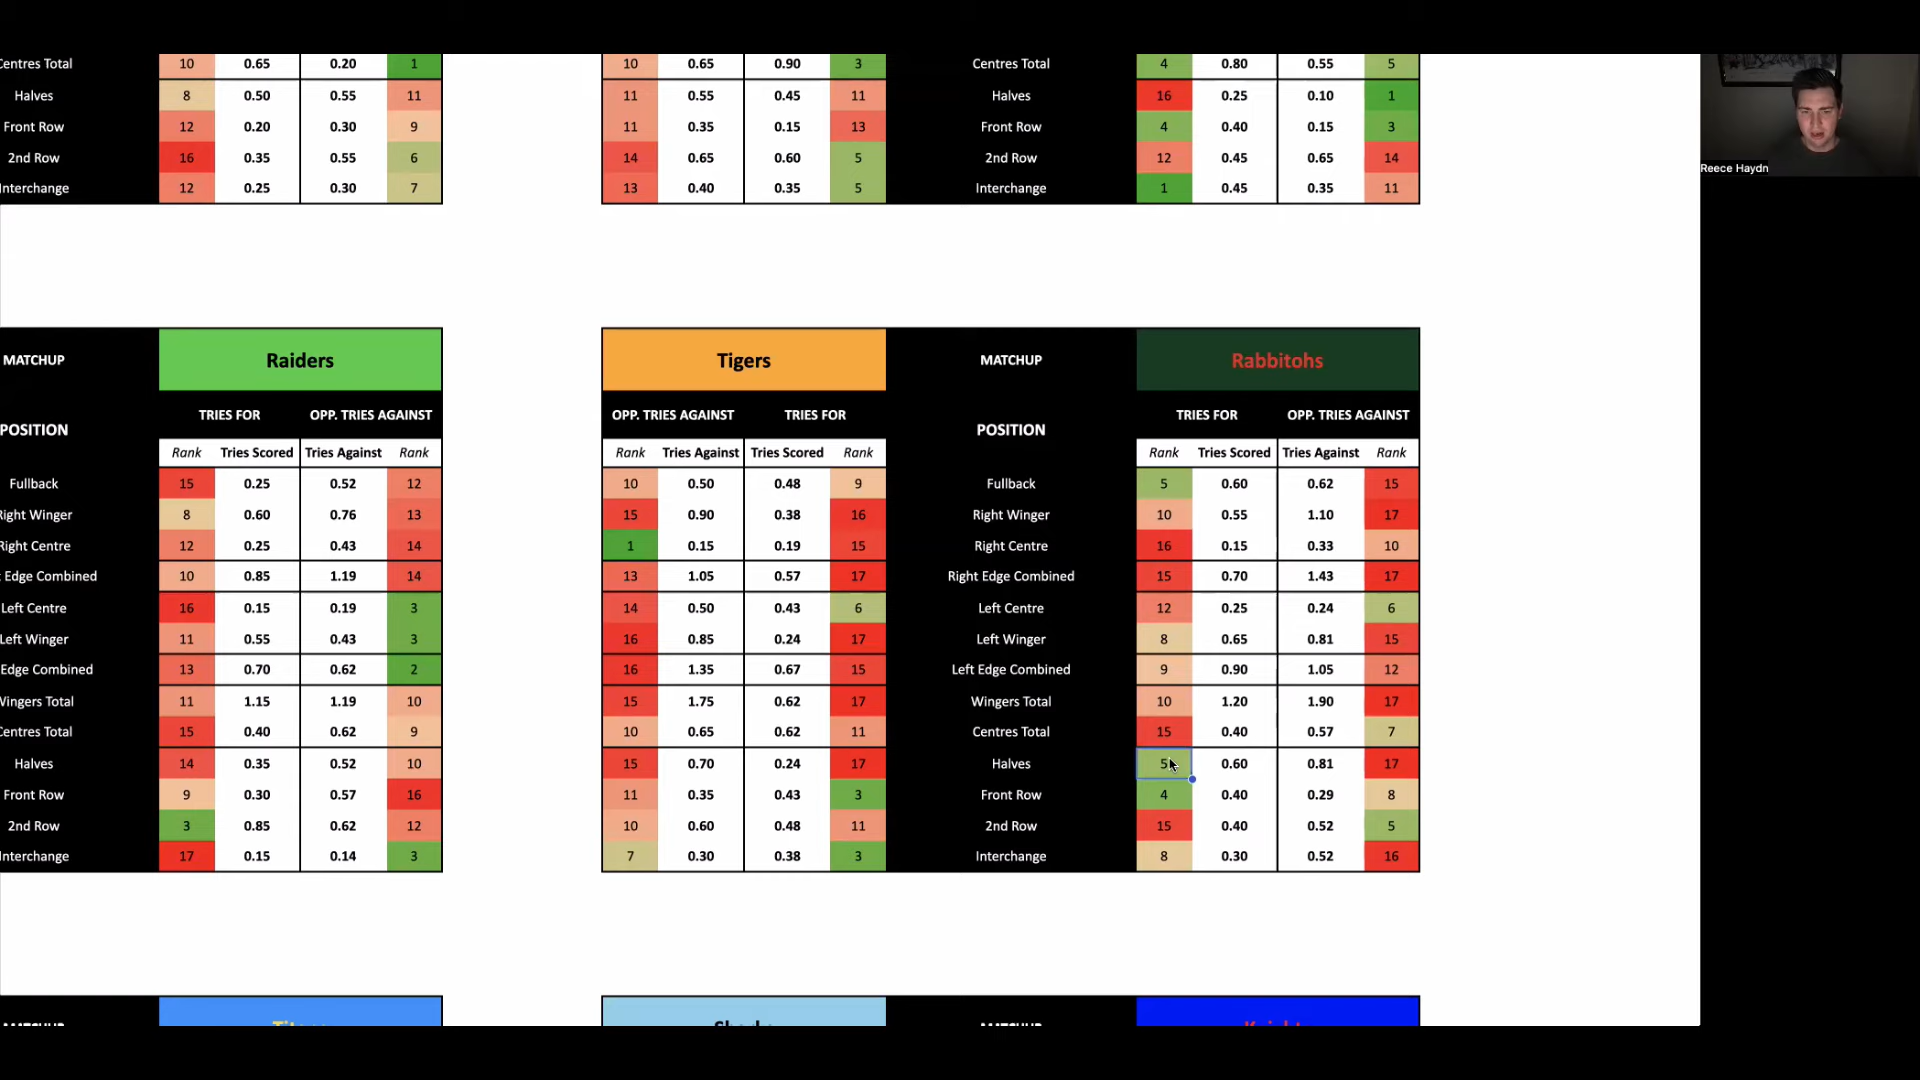 Centres Total 10 0.65 0.20 1 10 0.65 0.90 3 Centres Total 4 0.80 0.55 5
Halves 8 0.50 0.55 11 11 0.55 0.45 11 Halves 16 0.25 0.10 1
Front Row 12 0.20 0.30 9 11 0.35 0.15 13 Front Row 4 0.40 0.15 3
2nd Row 16 0.35 0.55 6 14 0.65 0.60 5 2nd Row 12 0.45 0.65 14
Interchange 12 0.25 0.30 7 13 0.40 0.35 5 Interchange 1 0.45 0.35 11
Reece Haydn
MATCHUP Raiders Tigers MATCHUP Rabbitohs
TRIES FOR OPP. TRIES AGAINST OPP. TRIES AGAINST TRIES FOR TRIES FOR OPP. TRIES AGAINST
POSITION POSITION
Rank Tries Scored Tries Against Rank Rank Tries Against Tries Scored Rank Rank Tries Scored Tries Against Rank
Fullback 15 0.25 0.52 12 10 0.50 0.48 9 Fullback 5 0.60 0.62 15
Right Winger 8 0.60 0.76 13 15 0.90 0.38 16 Right Winger 10 0.55 1.10 17
Right Centre 12 0.25 0.43 14 1 0.15 0.19 15 Right Centre 16 0.15 0.33 10
Edge Combined 10 0.85 1.19 14 13 1.05 0.57 17 Right Edge Combined 15 0.70 1.43 17
Left Centre 16 0.15 0.19 3 14 0.50 0.43 6 Left Centre 12 0.25 0.24 6
Left Winger 11 0.55 0.43 3 16 0.85 0.24 17 Left Winger 8 0.65 0.81 15
Edge Combined 13 0.70 0.62 2 16 1.35 0.67 15 Left Edge Combined 9 0.90 1.05 12
Wingers Total 11 1.15 1.19 10 15 1.75 0.62 17 Wingers Total 10 1.20 1.90 17
Centres Total 15 0.40 0.62 9 10 0.65 0.62 11 Centres Total 15 0.40 0.57 7
Halves 14 0.35 0.52 10 15 0.70 0.24 17 Halves 5 0.60 0.81 17
Front Row 9 0.30 0.57 16 11 0.35 0.43 3 Front Row 4 0.40 0.29 8
2nd Row 3 0.85 0.62 12 10 0.60 0.48 11 2nd Row 15 0.40 0.52 5
Interchange 17 0.15 0.14 3 7 0.30 0.38 3 Interchange 8 0.30 0.52 16